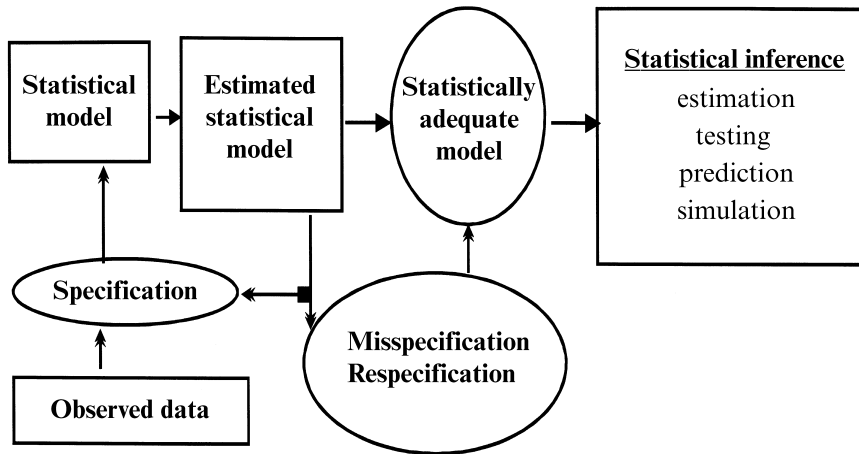 Statistical
model
Estimated
statistical
model
Statistically
adequate
model
Statistical inference
estimation
testing
prediction
simulation
Specification
Misspecification
Respecification
Observed data